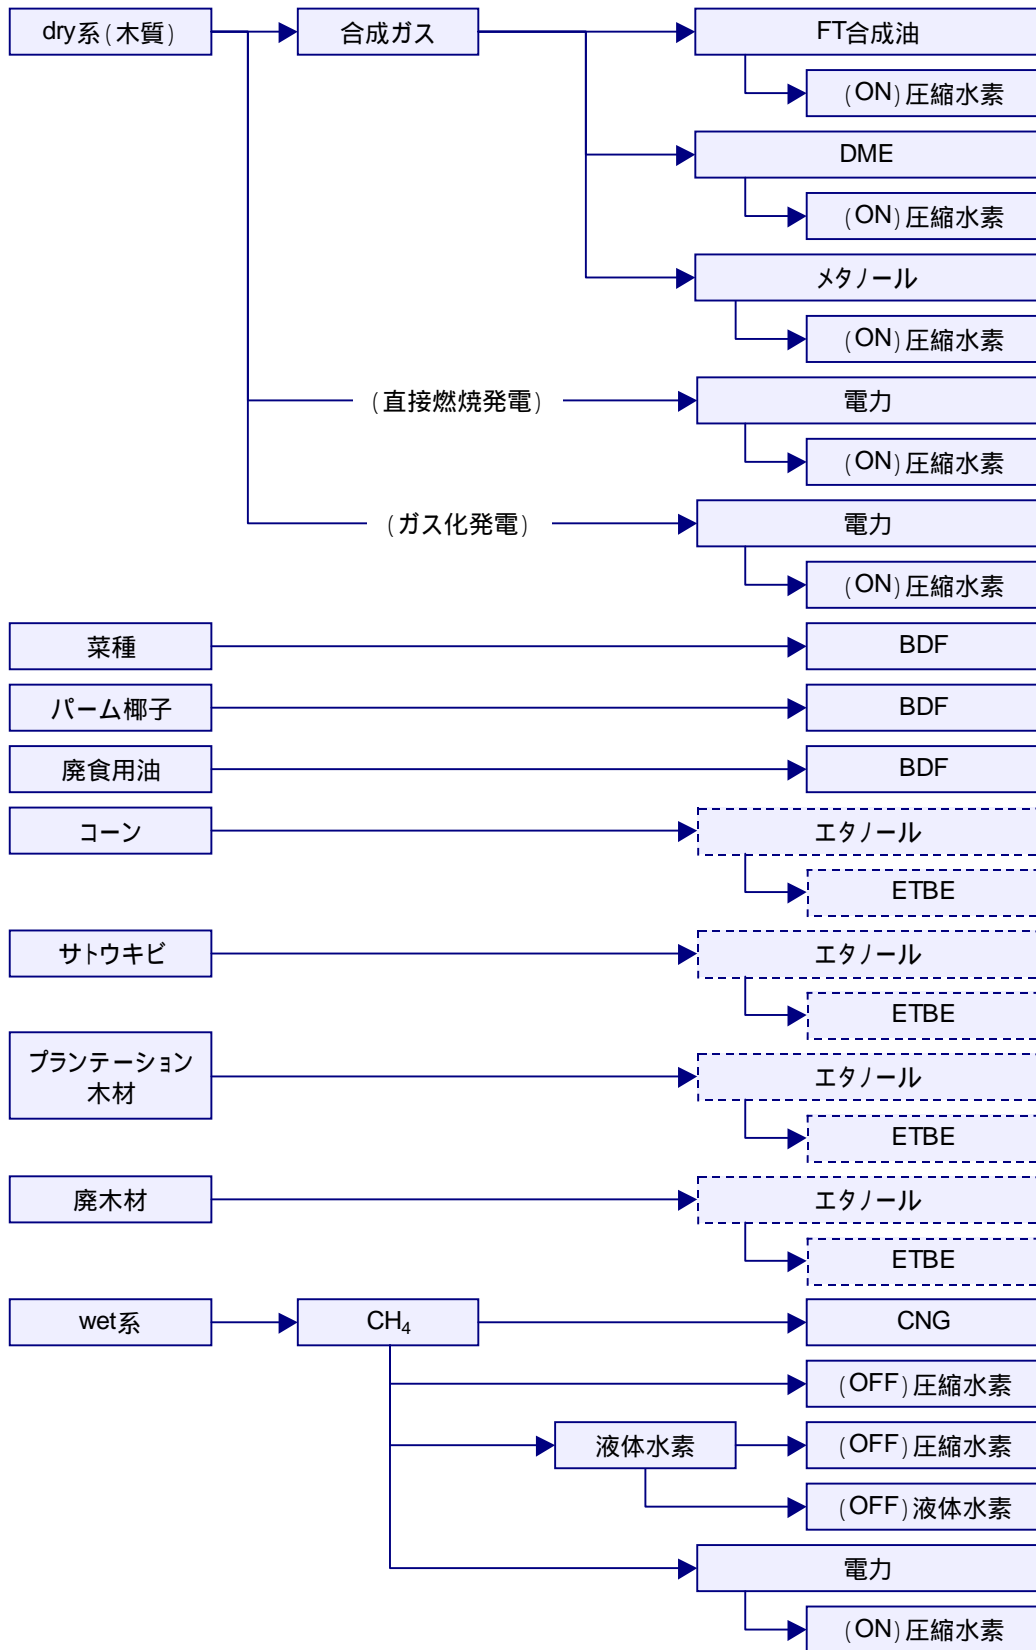 dry系(木質)
合成ガス
FT合成油
(ON)圧縮水素
DME
(ON)圧縮水素
メタノール
(ON)圧縮水素
(直接燃焼発電)
電力
(ON)圧縮水素
(ガス化発電)
電力
(ON)圧縮水素
菜種
BDF
パーム椰子
BDF
廃食用油
BDF
コーン
エタノール
ETBE
サトウキビ
エタノール
ETBE
プランテーション
木材
エタノール
ETBE
廃木材
エタノール
ETBE
wet系
CH₄
CNG
(OFF)圧縮水素
液体水素
(OFF)圧縮水素
(OFF)液体水素
電力
(ON)圧縮水素